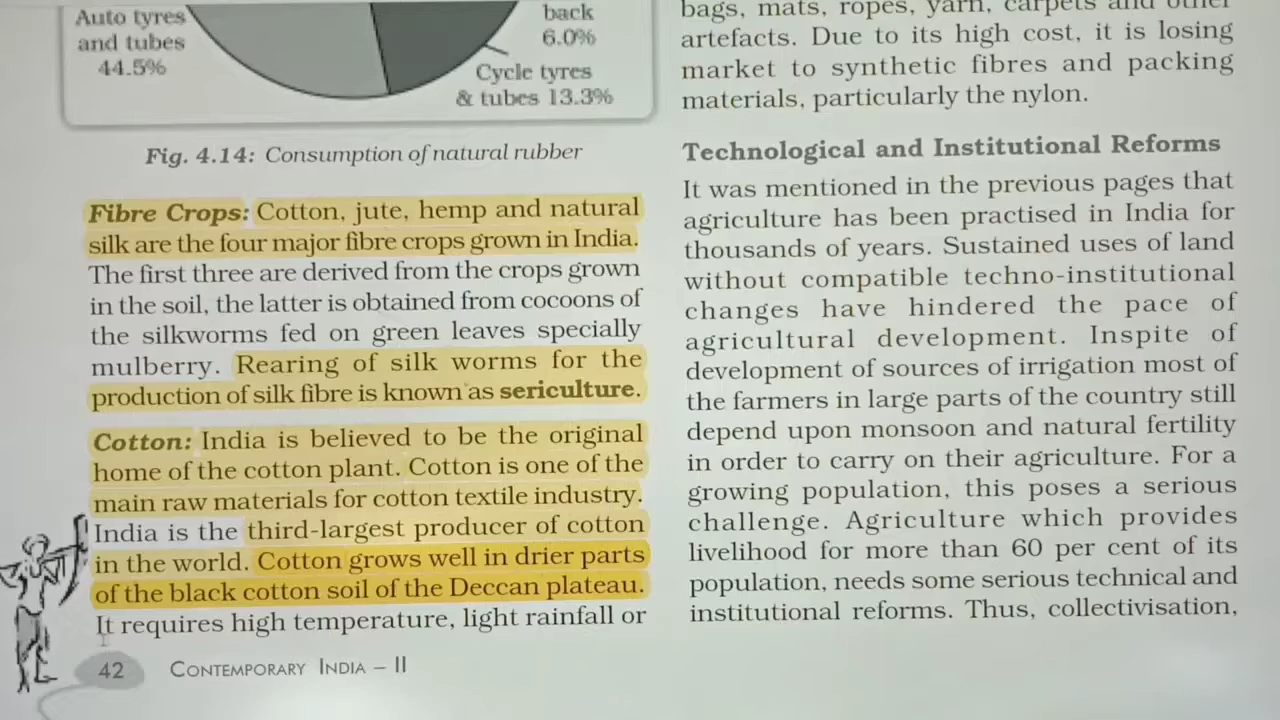 Auto tyres
and tubes
44.5%
back
6.0%
Cycle tyres
& tubes 13.3%
Fig. 4.14: Consumption of natural rubber
Fibre Crops: Cotton, jute, hemp and natural
silk are the four major fibre crops grown in India.
The first three are derived from the crops grown
in the soil, the latter is obtained from cocoons of
the silkworms fed on green leaves specially
mulberry. Rearing of silk worms for the
production of silk fibre is known as sericulture.
Cotton: India is believed to be the original
home of the cotton plant. Cotton is one of the
main raw materials for cotton textile industry.
India is the third-largest producer of cotton
in the world. Cotton grows well in drier parts
of the black cotton soil of the Deccan plateau.
It requires high temperature, light rainfall or
42 CONTEMPORARY INDIA – II
bags, mats, ropes, yarn, carpets and other
artefacts. Due to its high cost, it is losing
market to synthetic fibres and packing
materials, particularly the nylon.
Technological and Institutional Reforms
It was mentioned in the previous pages that
agriculture has been practised in India for
thousands of years. Sustained uses of land
without compatible techno-institutional
changes have hindered the pace of
agricultural development. Inspite of
development of sources of irrigation most of
the farmers in large parts of the country still
depend upon monsoon and natural fertility
in order to carry on their agriculture. For a
growing population, this poses a serious
challenge. Agriculture which provides
livelihood for more than 60 per cent of its
population, needs some serious technical and
institutional reforms. Thus, collectivisation,